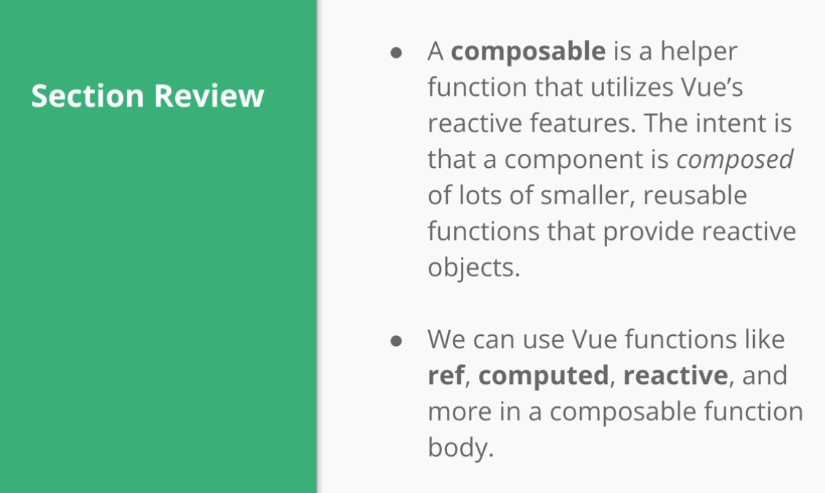 Section Review
● A composable is a helper
function that utilizes Vue’s
reactive features. The intent is
that a component is composed
of lots of smaller, reusable
functions that provide reactive
objects.
● We can use Vue functions like
ref, computed, reactive, and
more in a composable function
body.